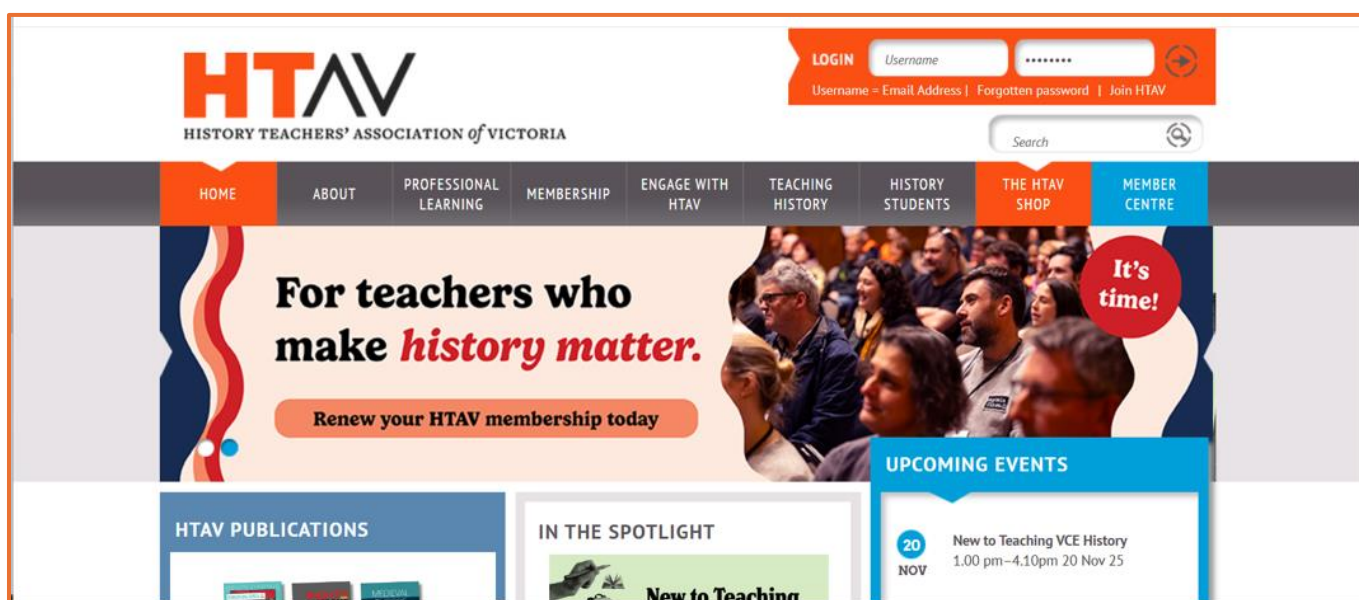 HTAV
HISTORY TEACHERS' ASSOCIATION of VICTORIA
LOGIN
Username
••••••••
Username = Email Address | Forgotten password | Join HTAV
Search
HOME
ABOUT
PROFESSIONAL
LEARNING
MEMBERSHIP
ENGAGE WITH
HTAV
TEACHING
HISTORY
HISTORY
STUDENTS
THE HTAV
SHOP
MEMBER
CENTRE
For teachers who
make history matter.
Renew your HTAV membership today
It's
time!
HTAV PUBLICATIONS
MEDIEVAL
IN THE SPOTLIGHT
New to Teaching
UPCOMING EVENTS
20
NOV
New to Teaching VCE History
1.00 pm–4.10pm 20 Nov 25